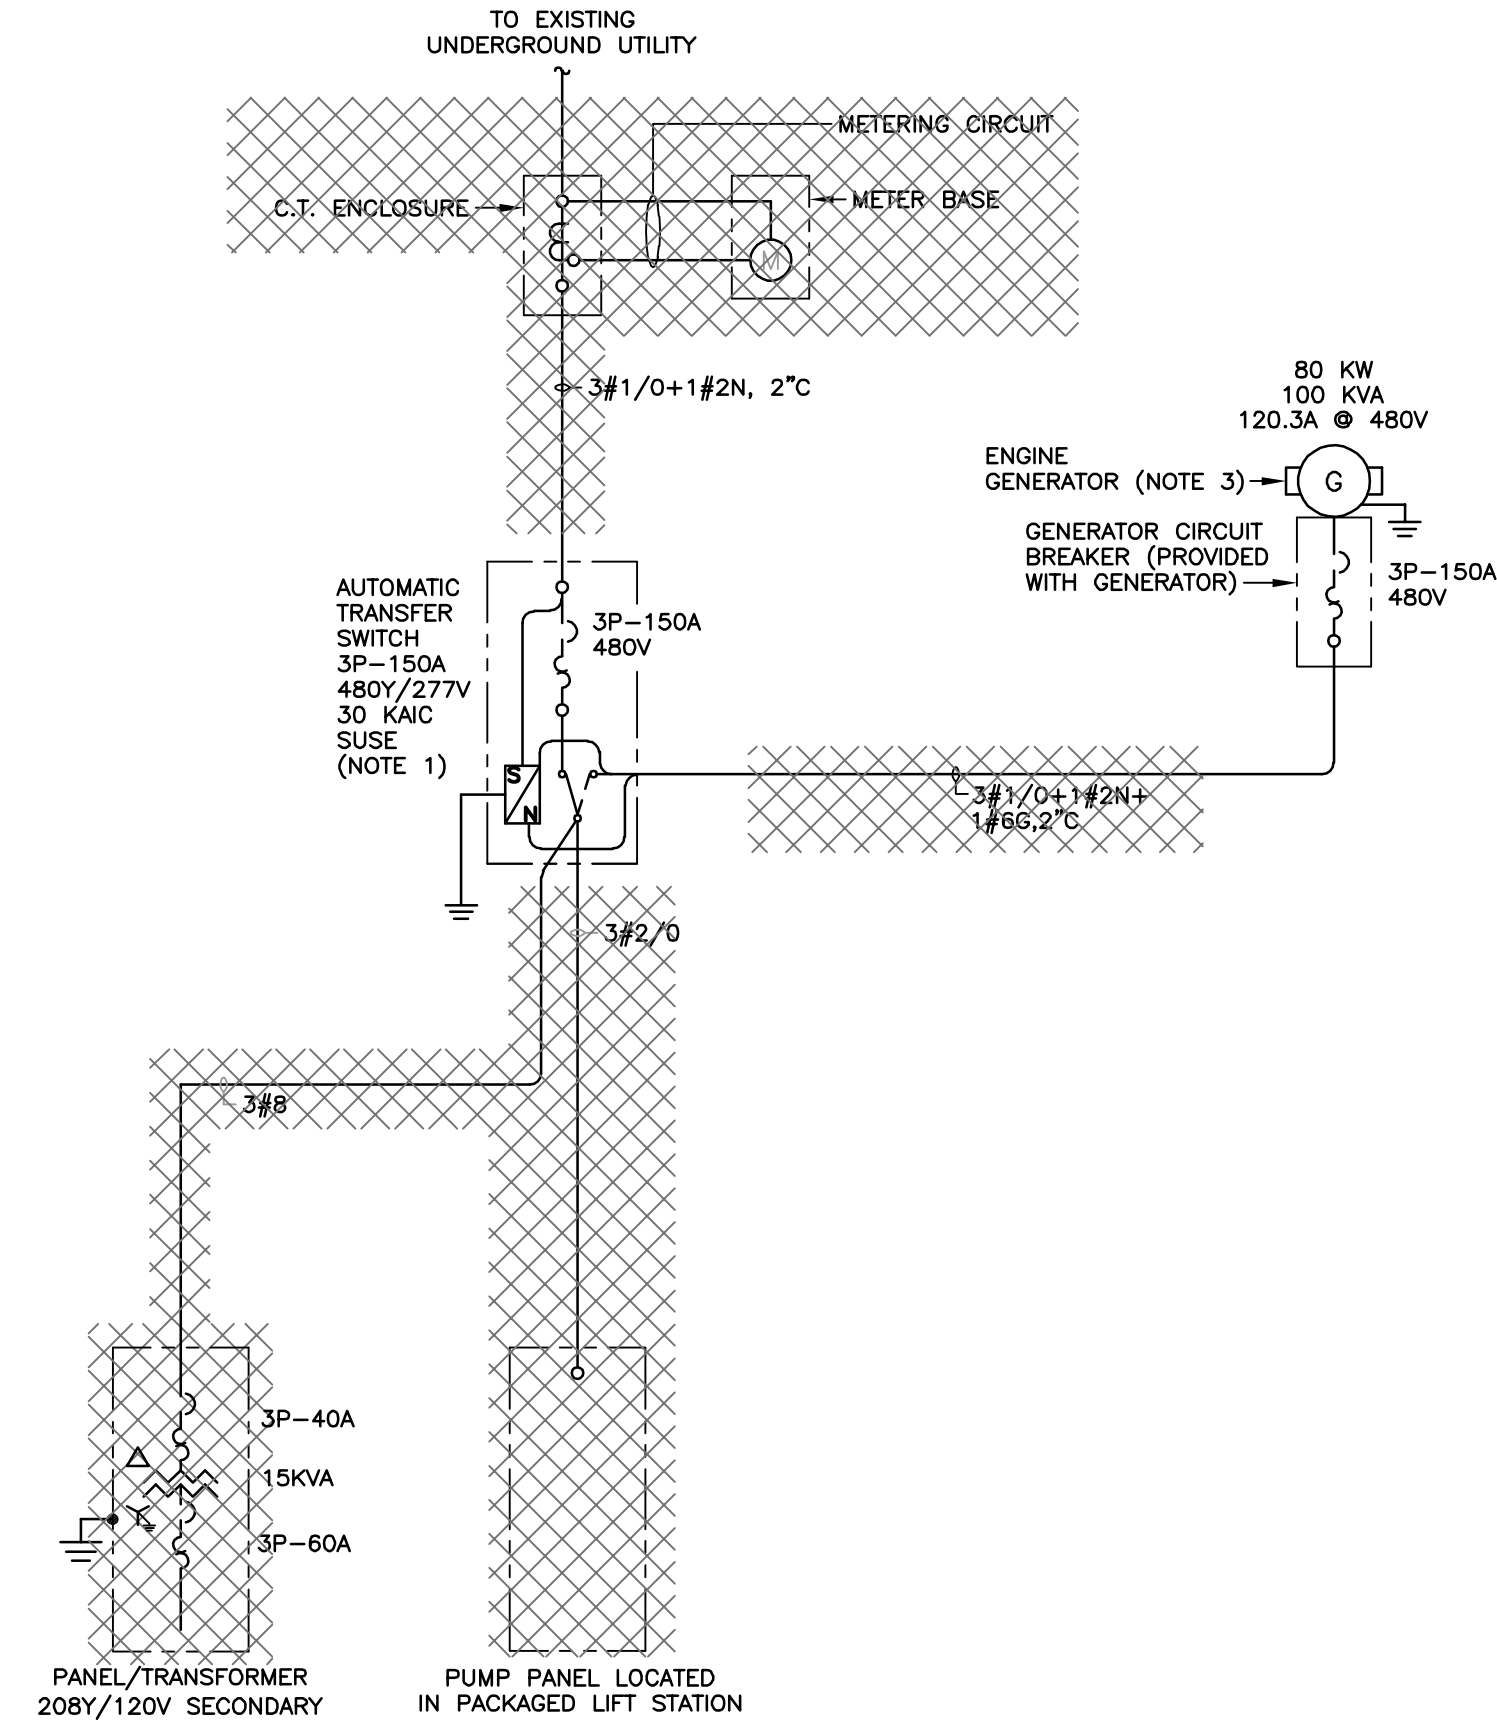 TO EXISTING
UNDERGROUND UTILITY
METERING CIRCUIT
C.T. ENCLOSURE
METER BASE
M
3#1/0+1#2N, 2"C
80 KW
100 KVA
120.3A @ 480V
ENGINE
GENERATOR (NOTE 3)
G
GENERATOR CIRCUIT
BREAKER (PROVIDED
WITH GENERATOR)
3P-150A
480V
AUTOMATIC
TRANSFER
SWITCH
3P-150A
480Y/277V
30 KAIC
SUSE
(NOTE 1)
3P-150A
480V
S
N
3#1/0+1#2N+
1#6G,2"C
3#2/0
3#8
3P-40A
15KVA
3P-60A
PANEL/TRANSFORMER
208Y/120V SECONDARY
PUMP PANEL LOCATED
IN PACKAGED LIFT STATION